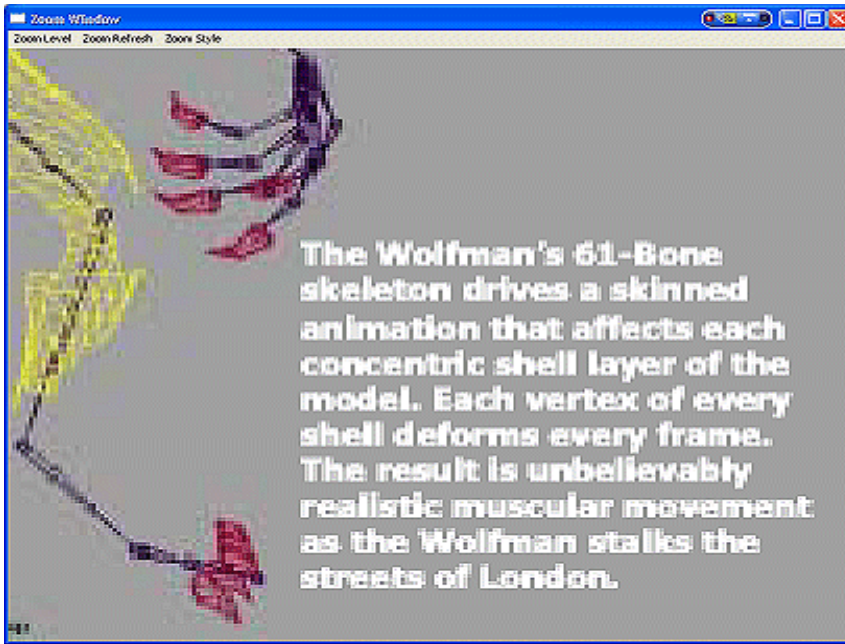 Zoom Window
Zoom Level Zoom Refresh Zoom Style
The Wolfman's 61-Bone
skeleton drives a skinned
animation that affects each
concentric shell layer of the
model. Each vertex of every
shell deforms every frame.
The result is unbelievably
realistic muscular movement
as the Wolfman stalks the
streets of London.